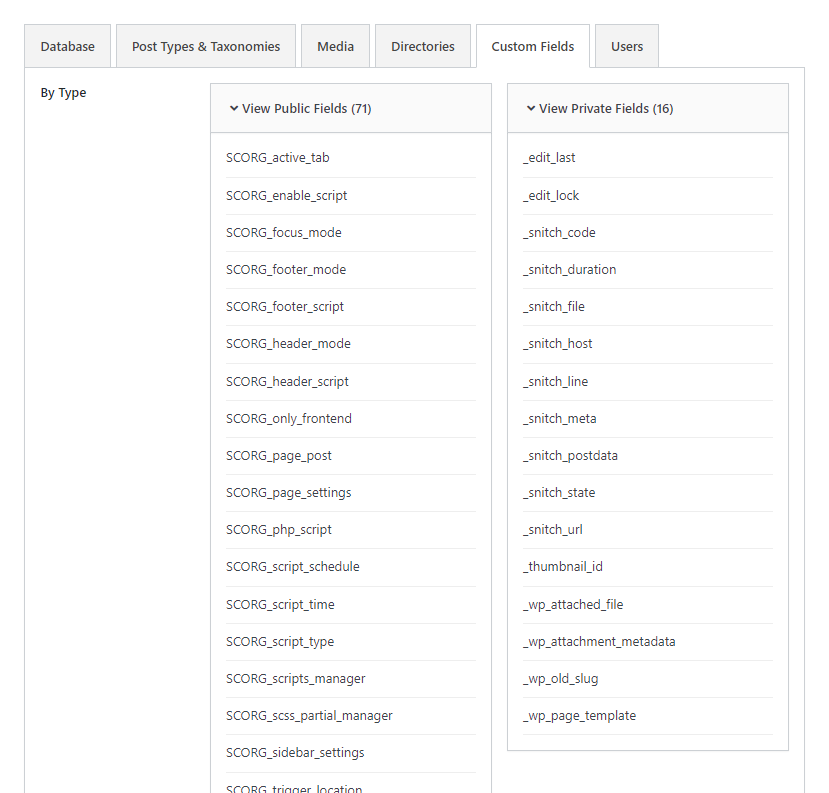 Database
Post Types & Taxonomies
Media
Directories
Custom Fields
Users
By Type
View Public Fields (71)
SCORG_active_tab
SCORG_enable_script
SCORG_focus_mode
SCORG_footer_mode
SCORG_footer_script
SCORG_header_mode
SCORG_header_script
SCORG_only_frontend
SCORG_page_post
SCORG_page_settings
SCORG_php_script
SCORG_script_schedule
SCORG_script_time
SCORG_script_type
SCORG_scripts_manager
SCORG_scss_partial_manager
SCORG_sidebar_settings
SCORG_trigger_location
View Private Fields (16)
_edit_last
_edit_lock
_snitch_code
_snitch_duration
_snitch_file
_snitch_host
_snitch_line
_snitch_meta
_snitch_postdata
_snitch_state
_snitch_url
_thumbnail_id
_wp_attached_file
_wp_attachment_metadata
_wp_old_slug
_wp_page_template